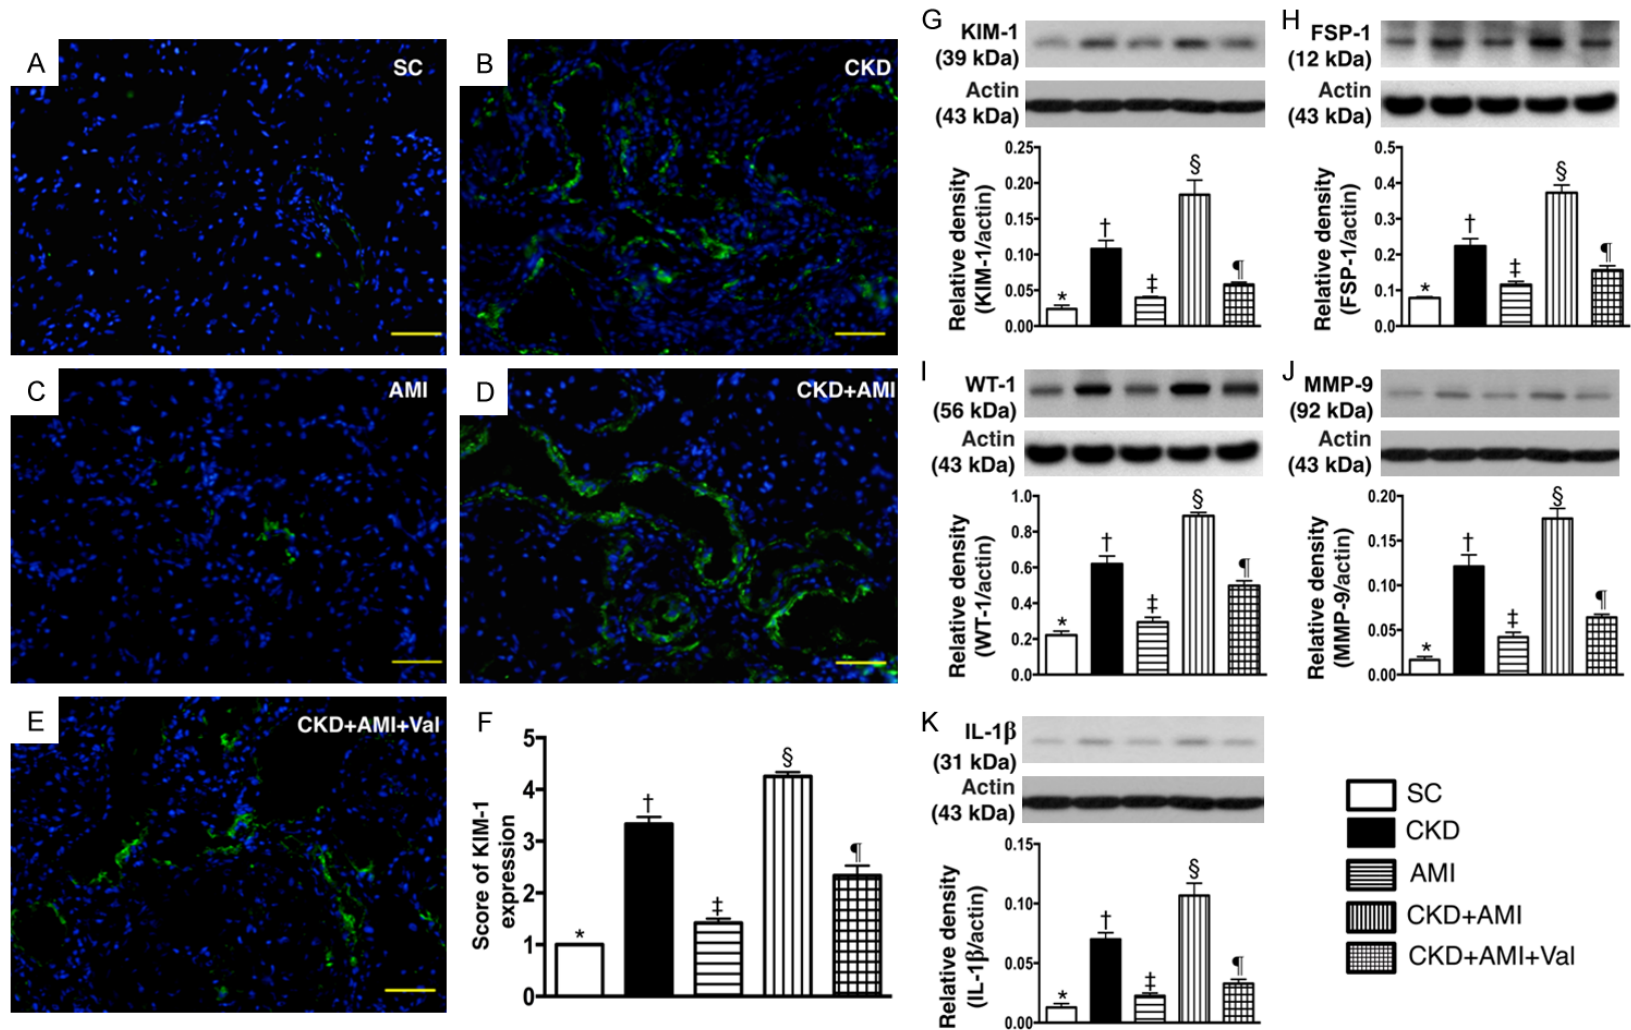 A
SC
B
CKD
C
AMI
D
CKD+AMI
E
CKD+AMI+Val
F
5
4
3
2
1
0
Score of KIM-1
expression
*
†
‡
§
¶
G
KIM-1
(39 kDa)
Actin
(43 kDa)
0.25
0.20
0.15
0.10
0.05
0.00
Relative density
(KIM-1/actin)
*
†
‡
§
¶
H
FSP-1
(12 kDa)
Actin
(43 kDa)
0.5
0.4
0.3
0.2
0.1
0.0
Relative density
(FSP-1/actin)
*
†
‡
§
¶
I
WT-1
(56 kDa)
Actin
(43 kDa)
1.0
0.8
0.6
0.4
0.2
0.0
Relative density
(WT-1/actin)
*
†
‡
§
¶
J
MMP-9
(92 kDa)
Actin
(43 kDa)
0.20
0.15
0.10
0.05
0.00
Relative density
(MMP-9/actin)
*
†
‡
§
¶
K
IL-1β
(31 kDa)
Actin
(43 kDa)
0.15
0.10
0.05
0.00
Relative density
(IL-1β/actin)
*
†
‡
§
¶
SC
CKD
AMI
CKD+AMI
CKD+AMI+Val